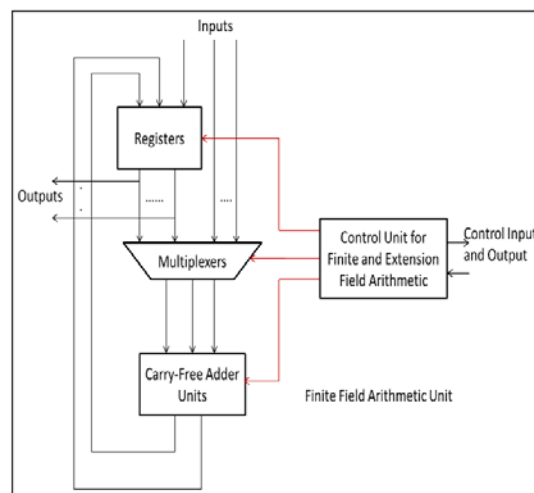 Inputs
Registers
Outputs
Multiplexers
Control Unit for
Finite and Extension
Field Arithmetic
Control Input
and Output
Carry-Free Adder
Units
Finite Field Arithmetic Unit